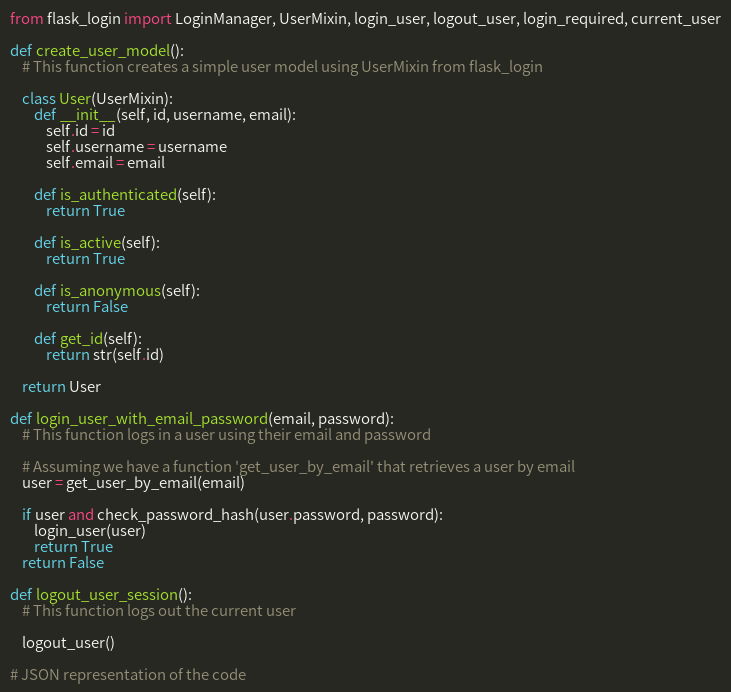 from flask_login import LoginManager, UserMixin, login_user, logout_user, login_required, current_user
def create_user_model():
# This function creates a simple user model using UserMixin from flask_login
class User(UserMixin):
def __init__(self, id, username, email):
self.id = id
self.username = username
self.email = email
def is_authenticated(self):
return True
def is_active(self):
return True
def is_anonymous(self):
return False
def get_id(self):
return str(self.id)
return User
def login_user_with_email_password(email, password):
# This function logs in a user using their email and password
# Assuming we have a function 'get_user_by_email' that retrieves a user by email
user = get_user_by_email(email)
if user and check_password_hash(user.password, password):
login_user(user)
return True
return False
def logout_user_session():
# This function logs out the current user
logout_user()
# JSON representation of the code